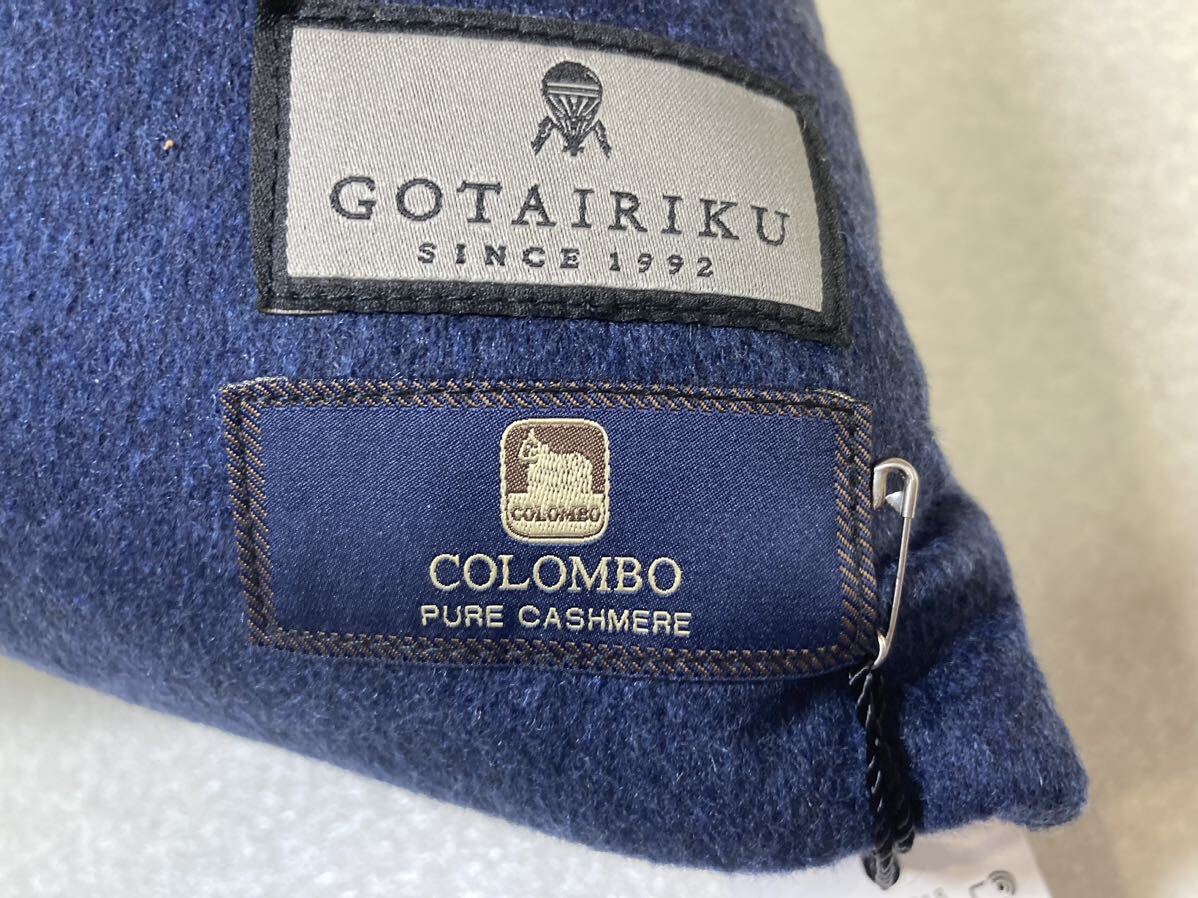 GOTAIRIKU
SINCE 1992
COLOMBO
COLOMBO
PURE CASHMERE